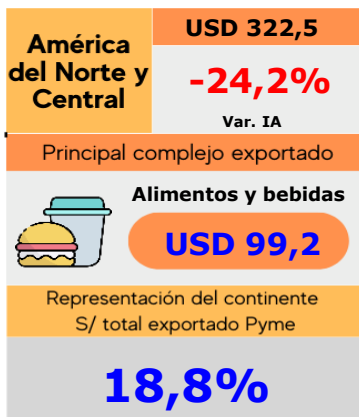 América
del Norte y
Central
USD 322,5
-24,2%
Var. IA
Principal complejo exportado
Alimentos y bebidas
USD 99,2
Representación del continente
S/ total exportado Pyme
18,8%